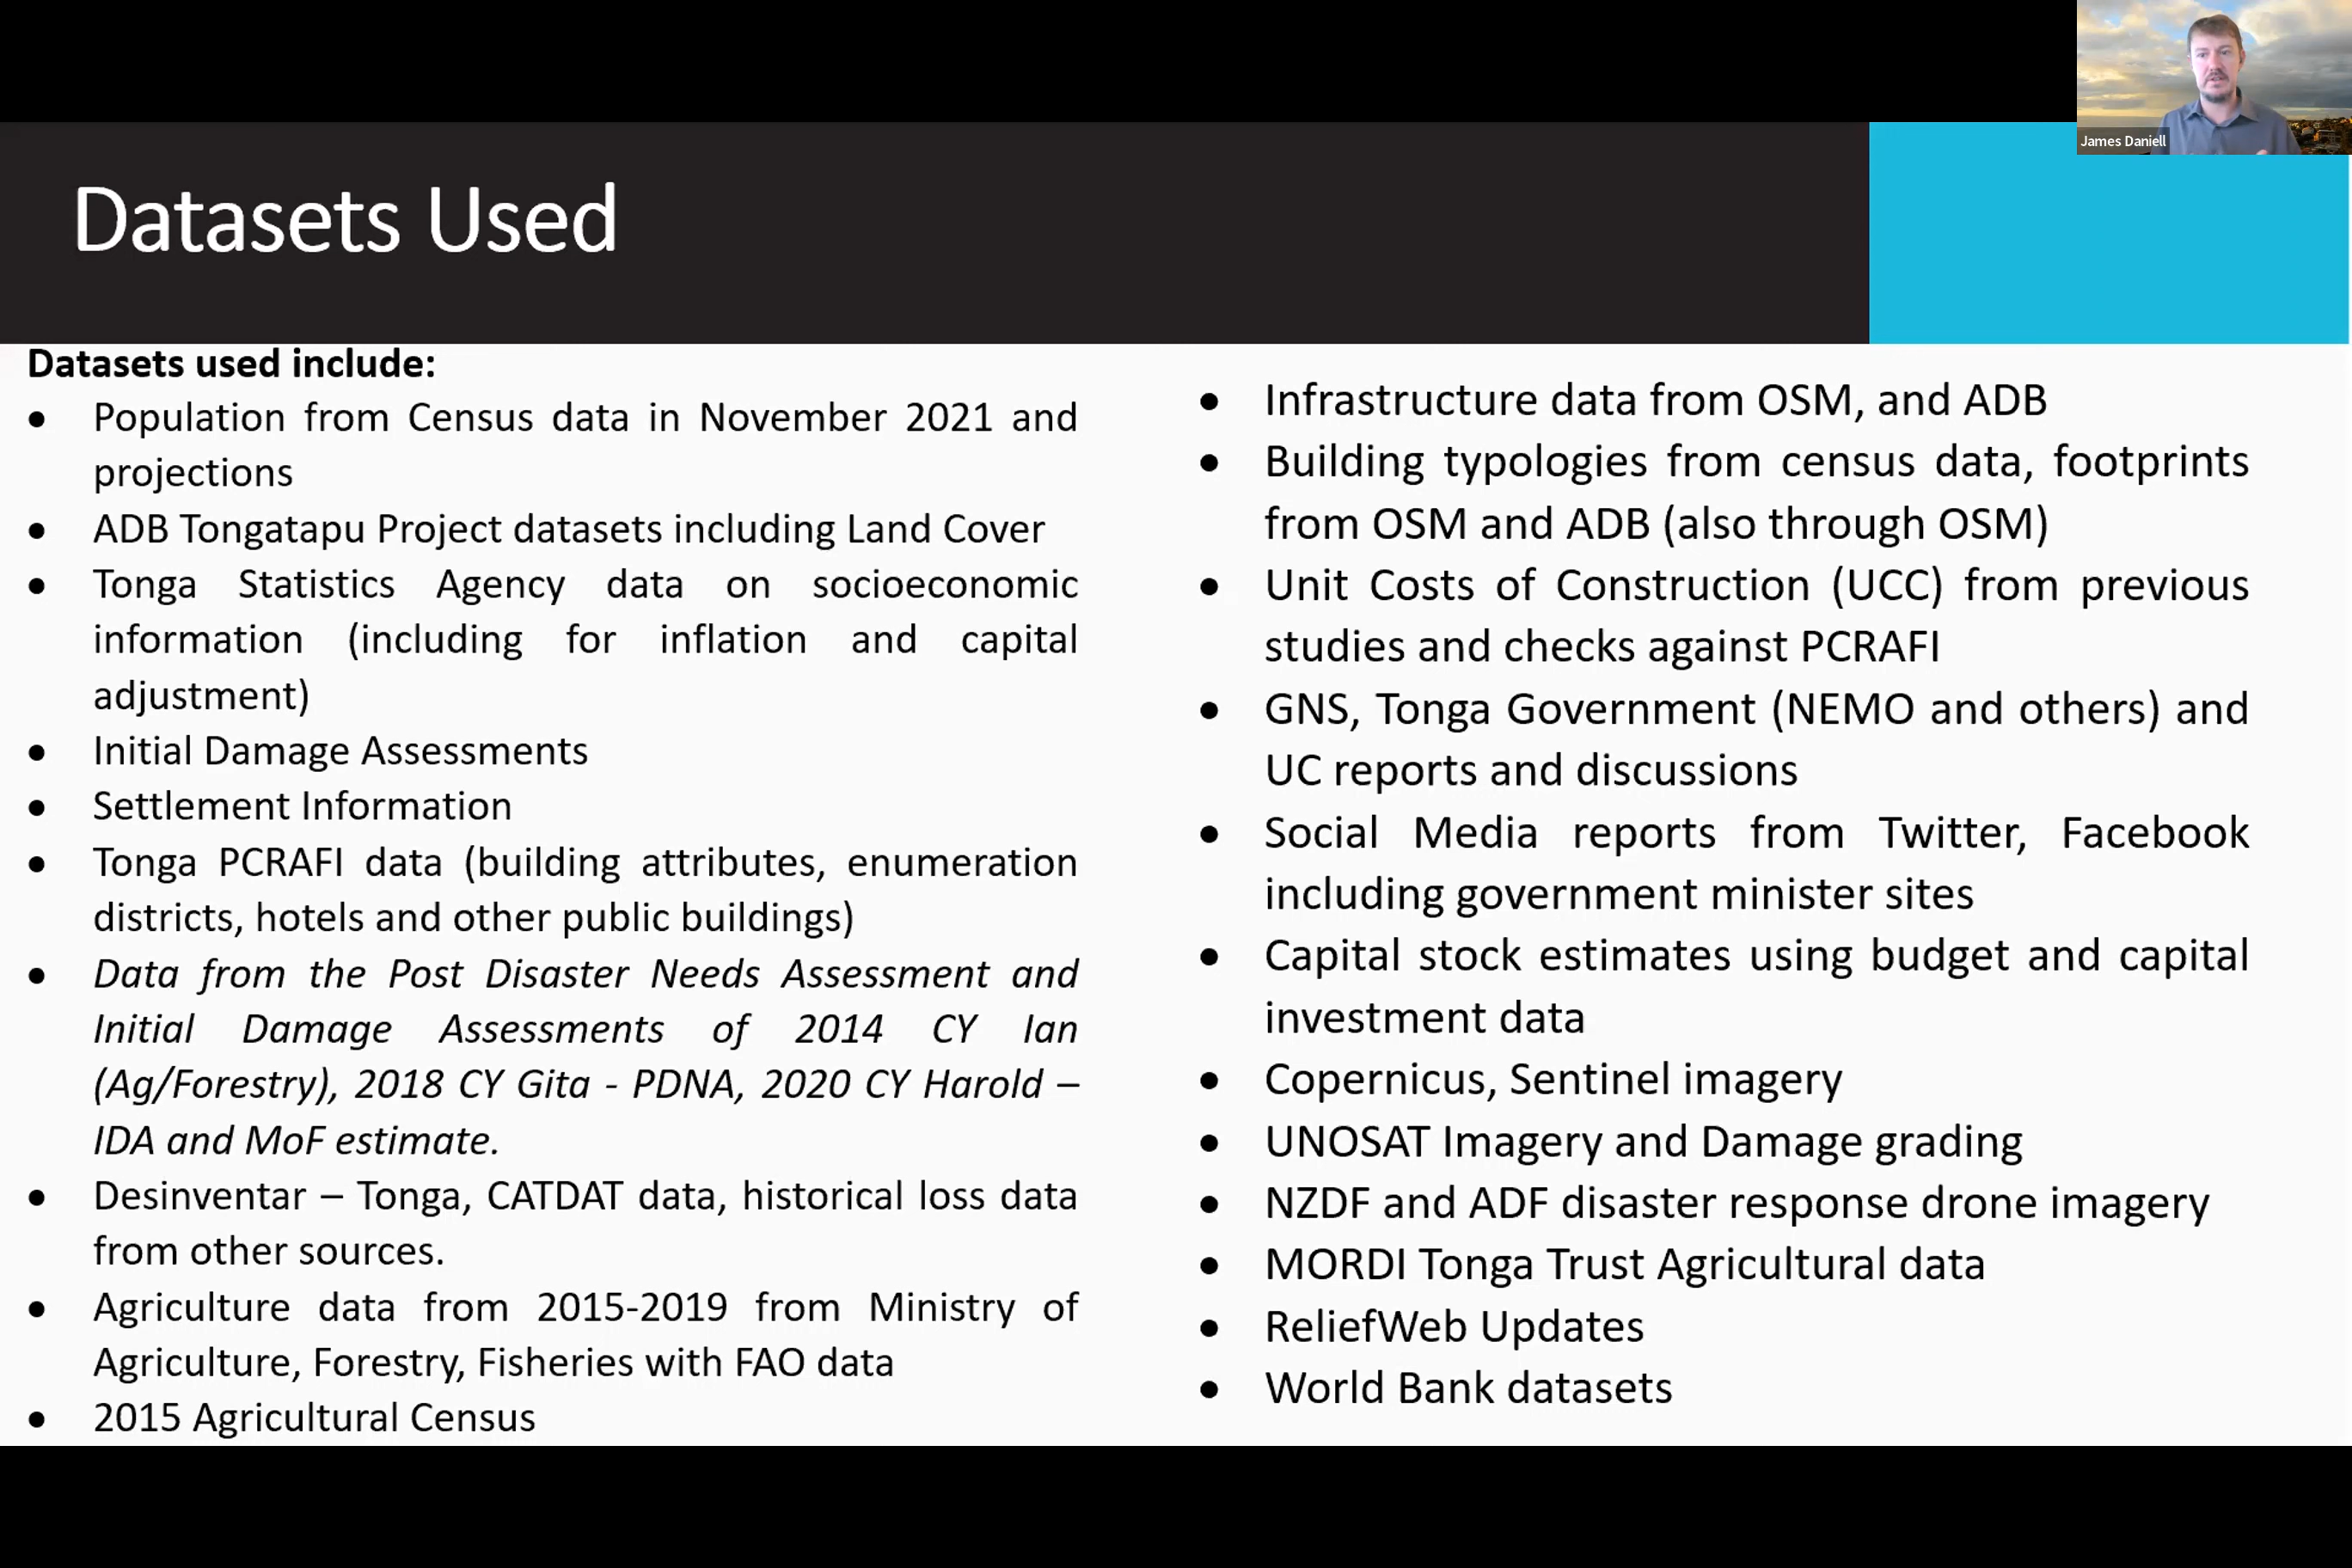 James Daniell
Datasets Used
Datasets used include:
• Population from Census data in November 2021 and
projections
• ADB Tongatapu Project datasets including Land Cover
• Tonga Statistics Agency data on socioeconomic
information (including for inflation and capital
adjustment)
• Initial Damage Assessments
• Settlement Information
• Tonga PCRAFI data (building attributes, enumeration
districts, hotels and other public buildings)
• Data from the Post Disaster Needs Assessment and
Initial Damage Assessments of 2014 CY Ian
(Ag/Forestry), 2018 CY Gita - PDNA, 2020 CY Harold –
IDA and MoF estimate.
• Desinventar – Tonga, CATDAT data, historical loss data
from other sources.
• Agriculture data from 2015-2019 from Ministry of
Agriculture, Forestry, Fisheries with FAO data
• 2015 Agricultural Census
• Infrastructure data from OSM, and ADB
• Building typologies from census data, footprints
from OSM and ADB (also through OSM)
• Unit Costs of Construction (UCC) from previous
studies and checks against PCRAFI
• GNS, Tonga Government (NEMO and others) and
UC reports and discussions
• Social Media reports from Twitter, Facebook
including government minister sites
• Capital stock estimates using budget and capital
investment data
• Copernicus, Sentinel imagery
• UNOSAT Imagery and Damage grading
• NZDF and ADF disaster response drone imagery
• MORDI Tonga Trust Agricultural data
• ReliefWeb Updates
• World Bank datasets